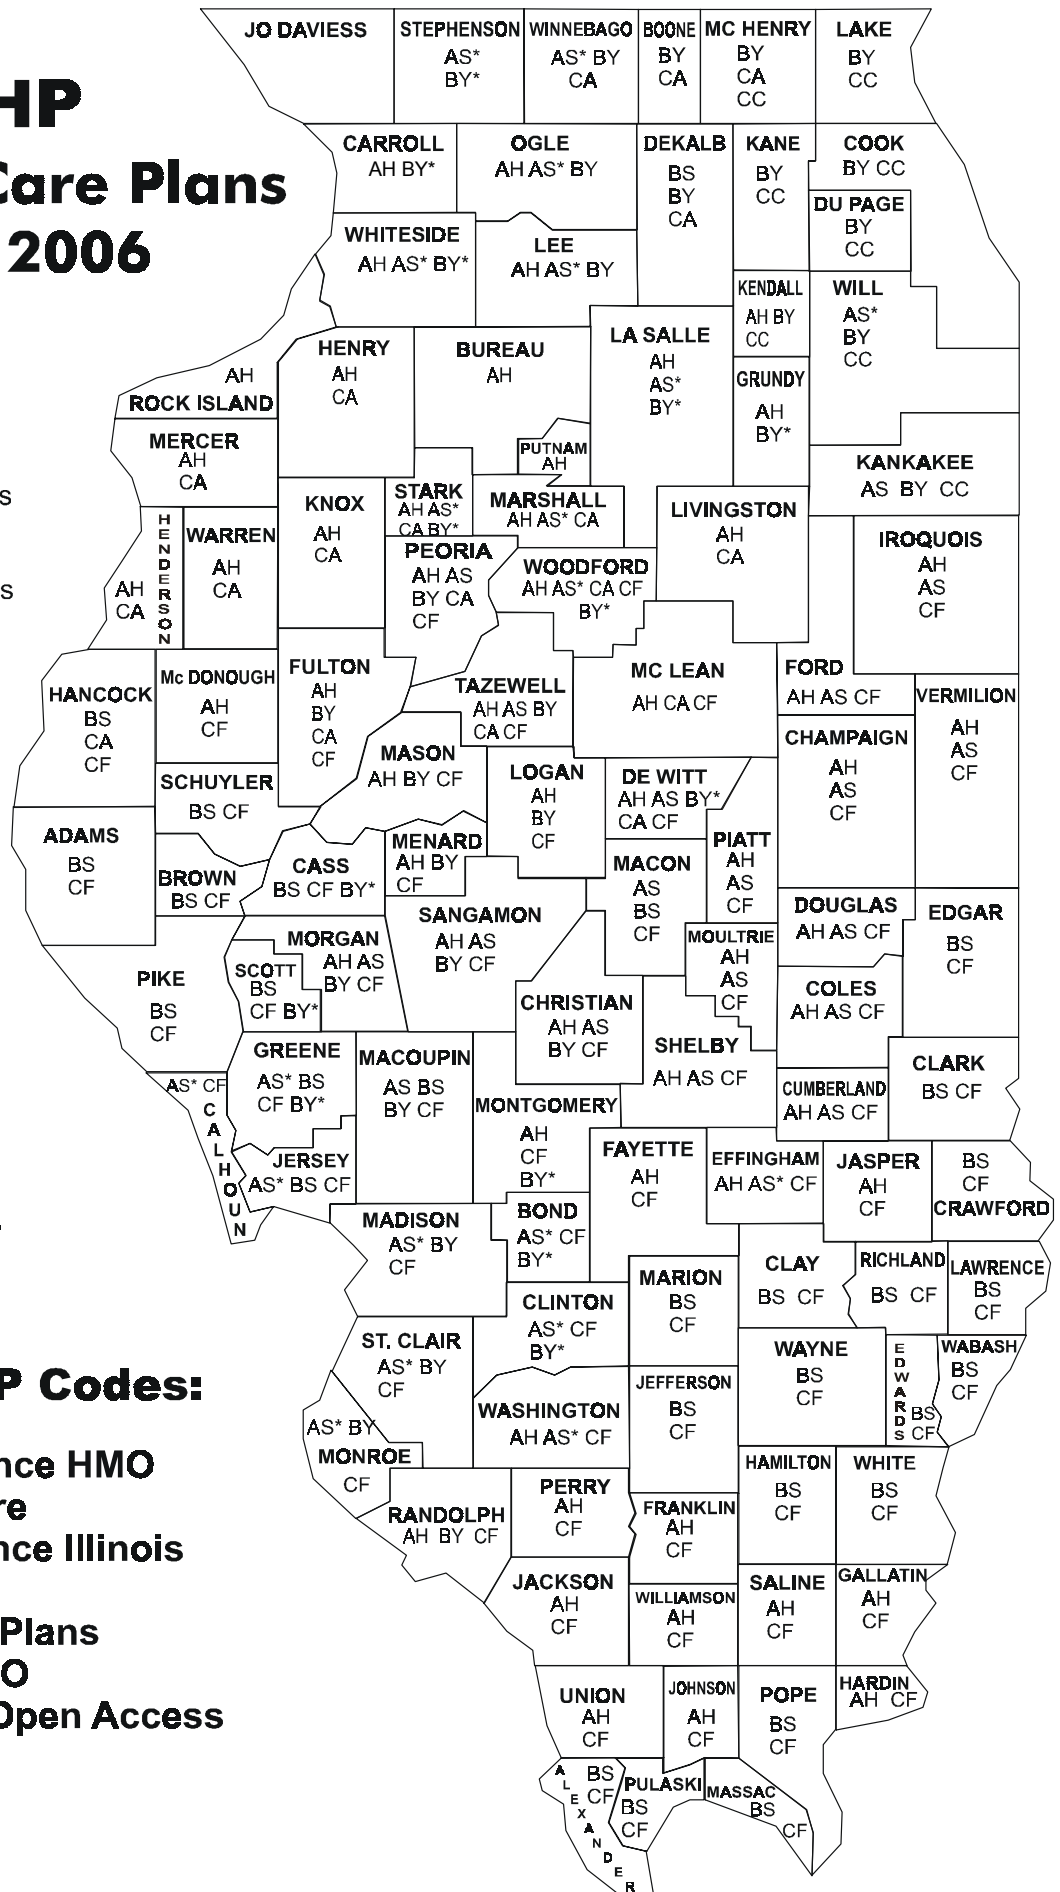 HP
Care Plans
2006
JO DAVIESS
STEPHENSON
AS*
BY*
WINNEBAGO
AS* BY
CA
BOONE
BY
CA
MC HENRY
BY
CA
CC
LAKE
BY
CC
CARROLL
AH BY*
OGLE
AH AS* BY
DEKALB
BS
BY
CA
KANE
BY
CC
COOK
BY CC
DU PAGE
BY
CC
WHITESIDE
AH AS* BY*
LEE
AH AS* BY
KENDALL
AH BY
CC
WILL
AS*
BY
CC
AH
ROCK ISLAND
HENRY
AH
CA
BUREAU
AH
LA SALLE
AH
AS*
BY*
GRUNDY
AH
BY*
MERCER
AH
CA
PUTNAM
AH
KANKAKEE
AS BY CC
s
KNOX
AH
CA
STARK
AH AS*
CA BY*
MARSHALL
AH AS* CA
LIVINGSTON
AH
CA
HENDERSON
AH
CA
WARREN
AH
CA
PEORIA
AH AS
BY CA
CF
WOODFORD
AH AS* CA CF
BY*
IROQUOIS
AH
AS
CF
s
HANCOCK
BS
CA
CF
Mc DONOUGH
AH
CF
FULTON
AH
BY
CA
CF
TAZEWELL
AH AS BY
CA CF
MC LEAN
AH CA CF
FORD
AH AS CF
VERMILION
AH
AS
CF
SCHUYLER
BS CF
MASON
AH BY CF
LOGAN
AH
BY
CF
DE WITT
AH AS BY*
CA CF
CHAMPAIGN
AH
AS
CF
ADAMS
BS
CF
BROWN
BS CF
CASS
BS CF BY*
MENARD
AH BY
CF
MACON
AS
BS
CF
PIATT
AH
AS
CF
SANGAMON
AH AS
BY CF
DOUGLAS
AH AS CF
EDGAR
BS
CF
PIKE
BS
CF
SCOTT
BS
CF BY*
MORGAN
AH AS
BY CF
CHRISTIAN
AH AS
BY CF
MOULTRIE
AH
AS
CF
COLES
AH AS CF
GREENE
AS* BS
CF BY*
MACOUPIN
AS BS
BY CF
SHELBY
AH AS CF
CUMBERLAND
AH AS CF
CLARK
BS CF
AS* CF
CALHOUN
JERSEY
AS* BS CF
MONTGOMERY
AH
CF
BY*
FAYETTE
AH
CF
EFFINGHAM
AH AS* CF
JASPER
AH
CF
BS
CF
CRAWFORD
MADISON
AS* BY
CF
BOND
AS* CF
BY*
MARION
BS
CF
CLAY
BS CF
RICHLAND
BS CF
LAWRENCE
BS
CF
CLINTON
AS* CF
BY*
ST. CLAIR
AS* BY
CF
WAYNE
BS
CF
EDWARDS
BS
CF
WABASH
BS
CF
P Codes:
WASHINGTON
AH AS* CF
JEFFERSON
BS
CF
AS* BY
MONROE
CF
nce HMO
re
nce Illinois
RANDOLPH
AH BY CF
PERRY
AH
CF
FRANKLIN
AH
CF
HAMILTON
BS
CF
WHITE
BS
CF
JACKSON
AH
CF
WILLIAMSON
AH
CF
SALINE
AH
CF
GALLATIN
AH
CF
Plans
O
Open Access
UNION
AH
CF
JOHNSON
AH
CF
POPE
BS
CF
HARDIN
AH CF
ALEXANDER
BS
CF
PULASKI
BS
CF
MASSAC
BS
CF